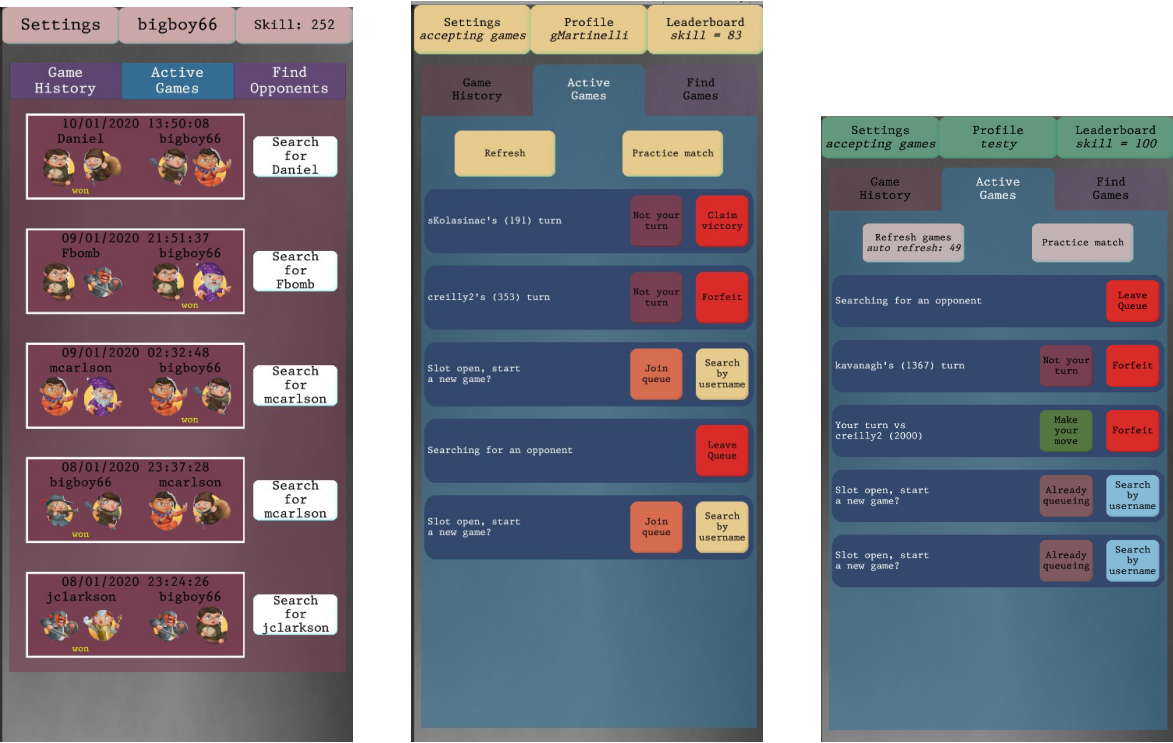 Settings
bigboy66
Skill: 252
Game
History
Active
Games
Find
Opponents
10/01/2020 13:50:08
Daniel
bigboy66
won
Search
for
Daniel
09/01/2020 21:51:37
Fbomb
bigboy66
won
Search
for
Fbomb
09/01/2020 02:32:48
mcarlson
bigboy66
won
Search
for
mcarlson
08/01/2020 23:37:28
bigboy66
mcarlson
won
Search
for
mcarlson
08/01/2020 23:24:26
jclarkson
bigboy66
won
Search
for
jclarkson
Settings
accepting games
Profile
gMartinelli
Leaderboard
skill = 83
Game
History
Active
Games
Find
Games
Refresh
Practice match
sKolasinac's (191) turn
Not your
turn
Claim
victory
creilly2's (353) turn
Not your
turn
Forfeit
Slot open, start
a new game?
Join
queue
Search
by
username
Searching for an opponent
Leave
Queue
Slot open, start
a new game?
Join
queue
Search
by
username
Settings
accepting games
Profile
testy
Leaderboard
skill = 100
Game
History
Active
Games
Find
Games
Refresh games
auto refresh: 49
Practice match
Searching for an opponent
Leave
Queue
kavanagh's (1367) turn
Not your
turn
Forfeit
Your turn vs
creilly2 (2000)
Make
your
move
Forfeit
Slot open, start
a new game?
Already
queueing
Search
by
username
Slot open, start
a new game?
Already
queueing
Search
by
username